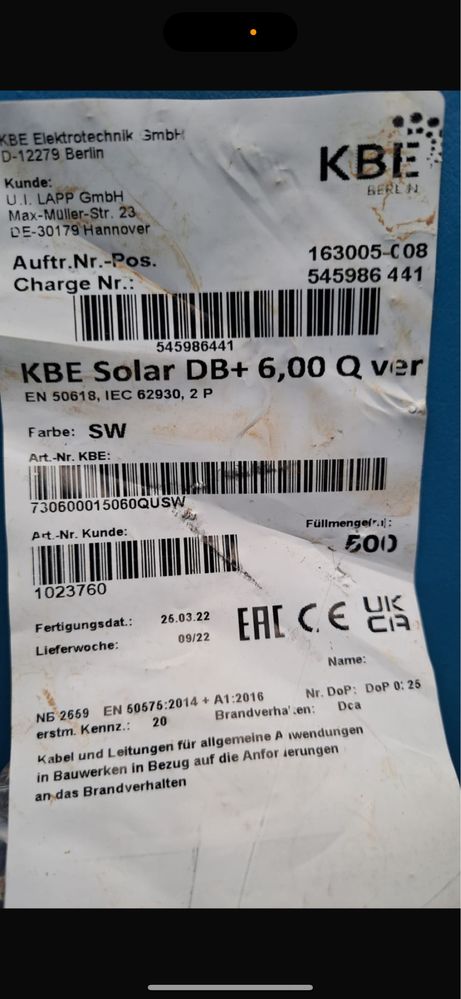 KBE Elektrotechnik GmbH
D-12279 Berlin
KBE
BERLIN
Kunde:
U.I. LAPP GmbH
Max-Müller-Str. 23
DE-30179 Hannover
Auftr.Nr.-Pos. 163005-008
Charge Nr.: 545986 441
545986441
KBE Solar DB+ 6,00 Q ver
EN 50618, IEC 62930, 2 P
Farbe: SW
Art.-Nr. KBE:
730600015060QUSW
Art.-Nr. Kunde:
Füllmenge(m):
500
1023760
Fertigungsdat.: 25.03.22
Lieferwoche: 09/22
EAC CE UK CA
Name:
NB 2659 EN 50575:2014 + A1:2016 Nr. DoP: DoP
erstm. Kennz.: 20 Brandverhalten: Dca
Kabel und Leitungen für allgemeine Anwendungen
in Bauwerken in Bezug auf die Anforderungen
an das Brandverhalten